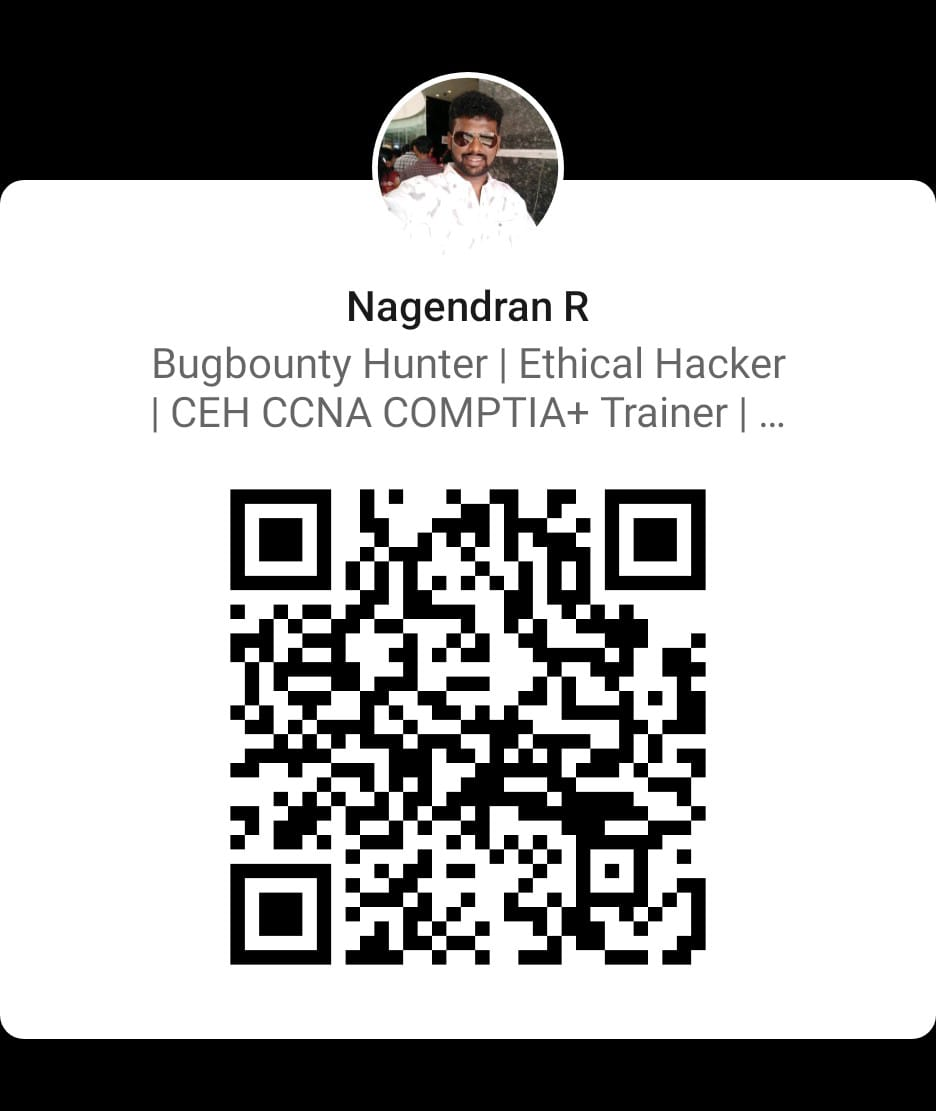 Nagendran R
Bugbounty Hunter | Ethical Hacker
| CEH CCNA COMPTIA+ Trainer | ...